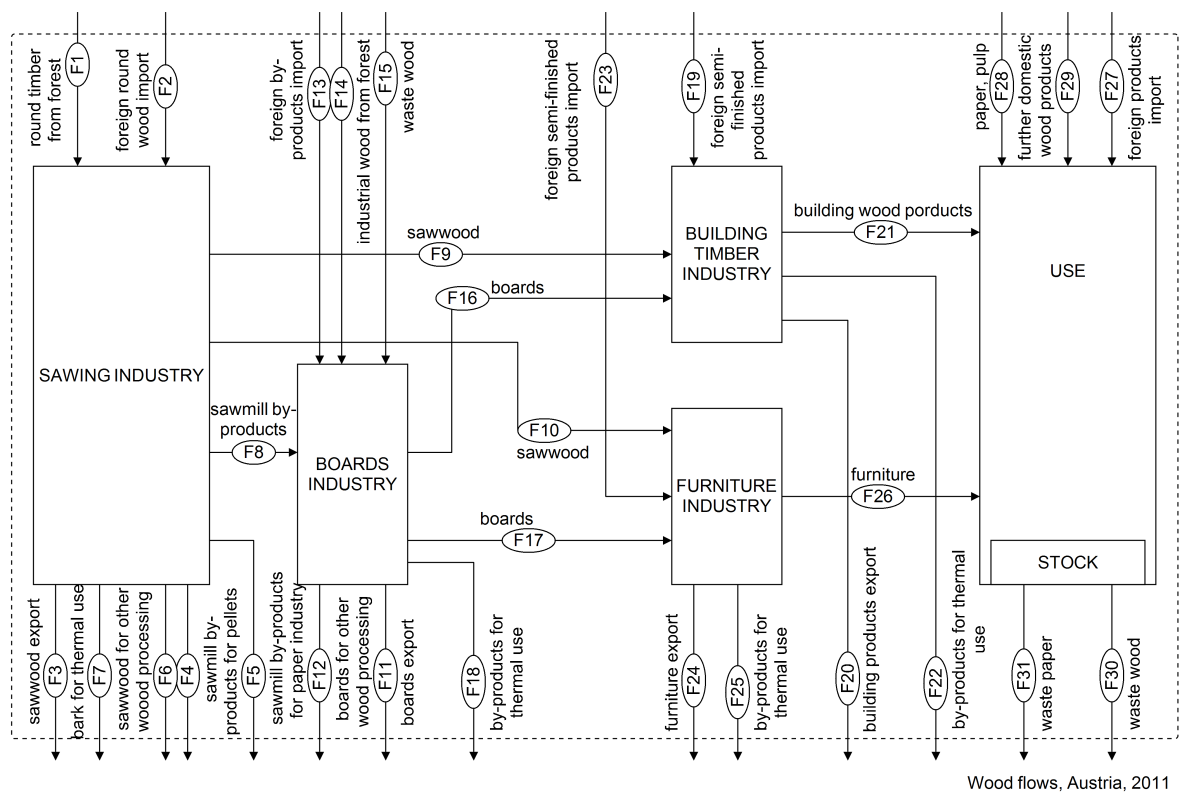 round timber
from forest
F1
foreign round
wood import
F2
foreign by-
products import
F13
F14
industrial wood from forest
F15
waste wood
foreign semi-finished
products import
F23
F19
foreign semi-
finished
products import
paper, pulp
F28
further domestic
wood products
F29
F27
foreign products
import
SAWING INDUSTRY
sawwood
F9
F16
boards
BUILDING
TIMBER
INDUSTRY
building wood porducts
F21
USE
sawmill by-
products
F8
BOARDS
INDUSTRY
F10
sawwood
boards
F17
FURNITURE
INDUSTRY
furniture
F26
STOCK
sawwood export
F3
bark for thermal use
F7
sawwood for other
woood processing
F6
F4
sawmill by-
products for pellets
F5
sawmill by-products
for paper industry
F12
boards for other
wood processing
F11
boards export
F18
by-products for
thermal use
furniture export
F24
F25
by-products for
thermal use
F20
building products export
F22
by-products for thermal
use
F31
waste paper
F30
waste wood
Wood flows, Austria, 2011